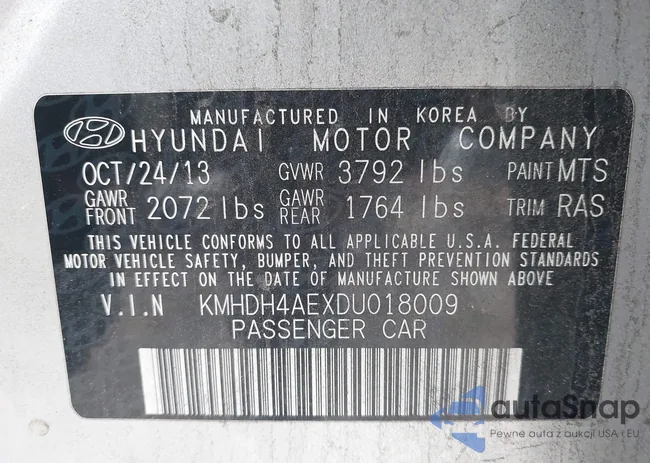 MANUFACTURED IN KOREA BY
HYUNDAI MOTOR COMPANY
OCT/24/13 GVWR 3792 lbs PAINT MTS
GAWR FRONT 2072 lbs GAWR REAR 1764 lbs TRIM RAS
THIS VEHICLE CONFORMS TO ALL APPLICABLE U.S.A. FEDERAL
MOTOR VEHICLE SAFETY, BUMPER, AND THEFT PREVENTION STANDARDS
IN EFFECT ON THE DATE OF MANUFACTURE SHOWN ABOVE
V.I.N KMHDH4AEXDU018009
PASSENGER CAR
autaSnap
Pewne auta z aukcji USA i EU